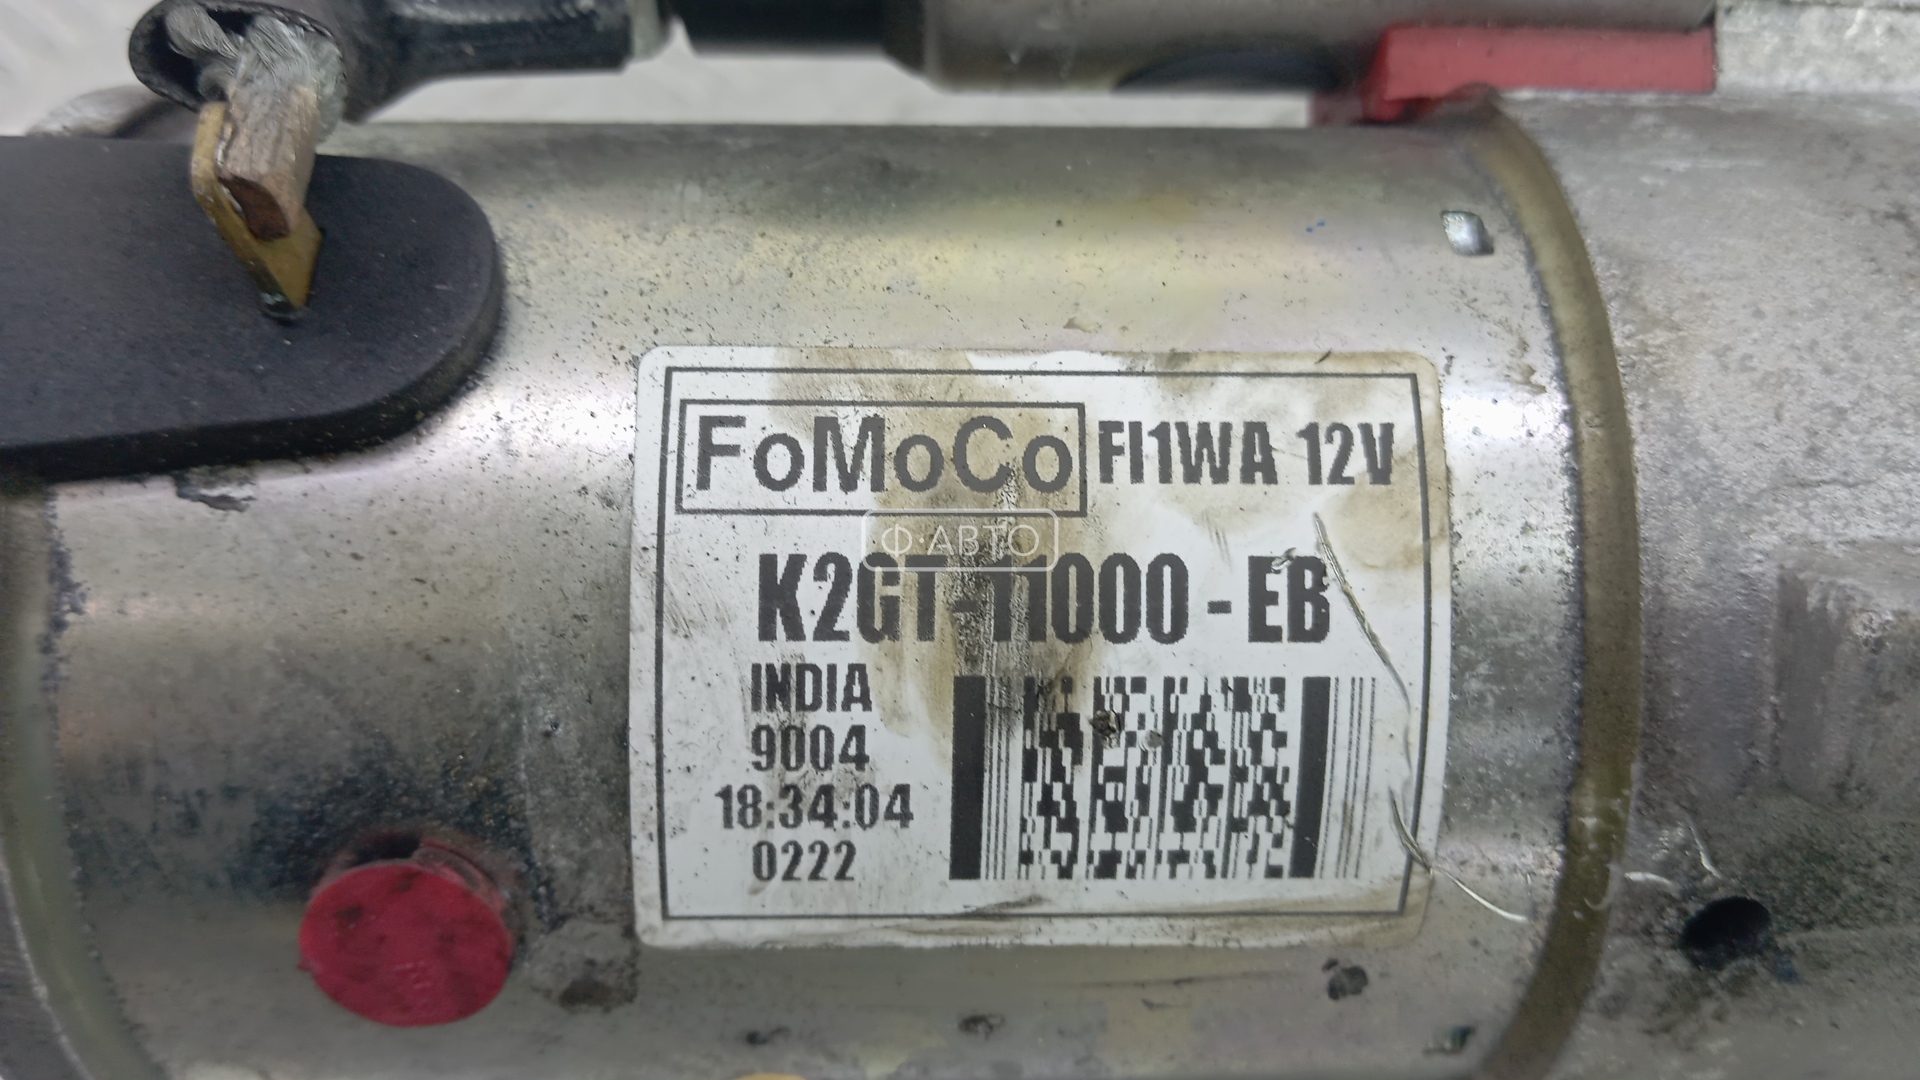 FoMoCo FI1WA 12V
Ф·АВТО
K2GT-11000-EB
INDIA
9004
18:34:04
0222